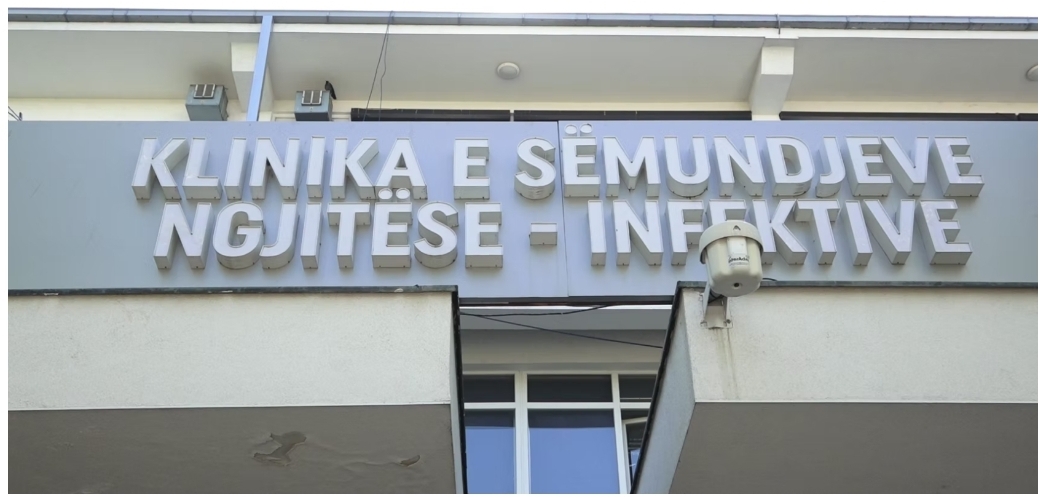 KLINIKA E SËMUNDJEVE
NGJITËSE - INFEKTIVE